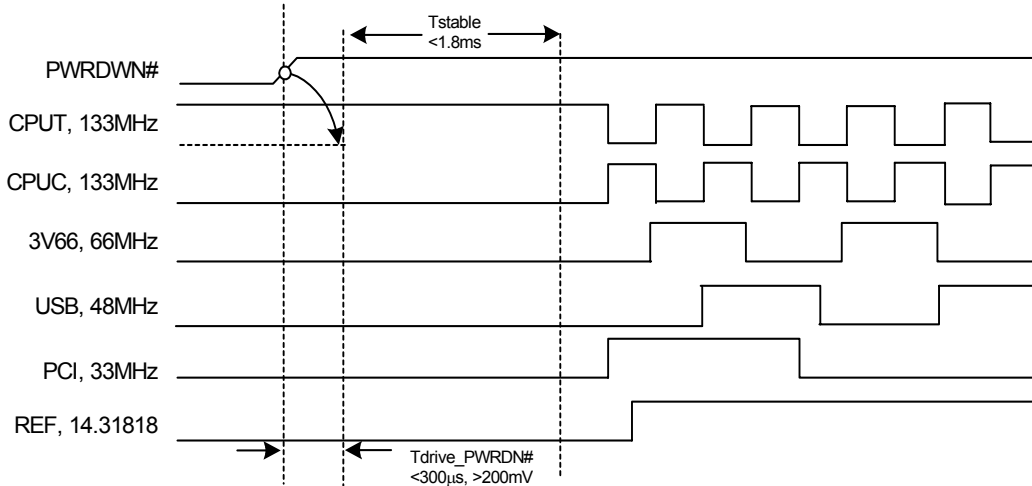 Tstable
<1.8ms
PWRDWN#
CPUT, 133MHz
CPUC, 133MHz
3V66, 66MHz
USB, 48MHz
PCI, 33MHz
REF, 14.31818
Tdrive_PWRDN#
<300µs, >200mV